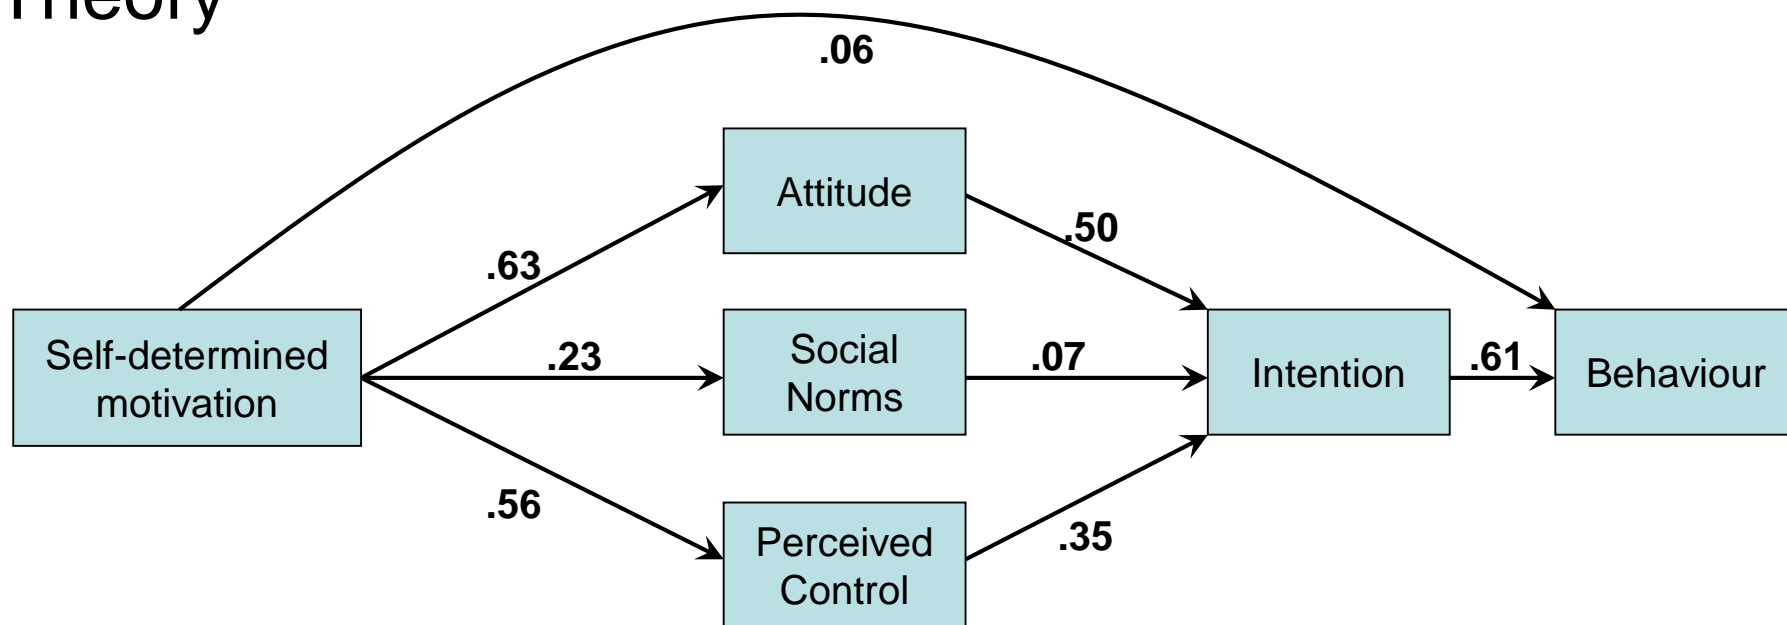 Theory
.06
Attitude
.50
.63
Self-determined
motivation
.23
Social
Norms
.07
Intention
.61
Behaviour
.56
Perceived
Control
.35